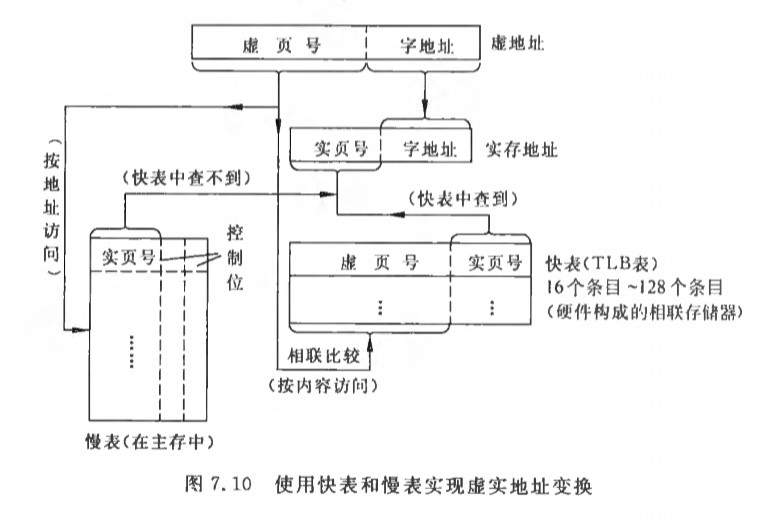 虚 页 号 字地址 虚地址
实页号 字地址 实存地址
(按地址访问)
(快表中查不到)
(快表中查到)
控制位
实页号
虚 页 号 实页号
快表(TLB表)
16个条目~128个条目
(硬件构成的相联存储器)
相联比较
(按内容访问)
慢表(在主存中)
图 7.10 使用快表和慢表实现虚实地址变换